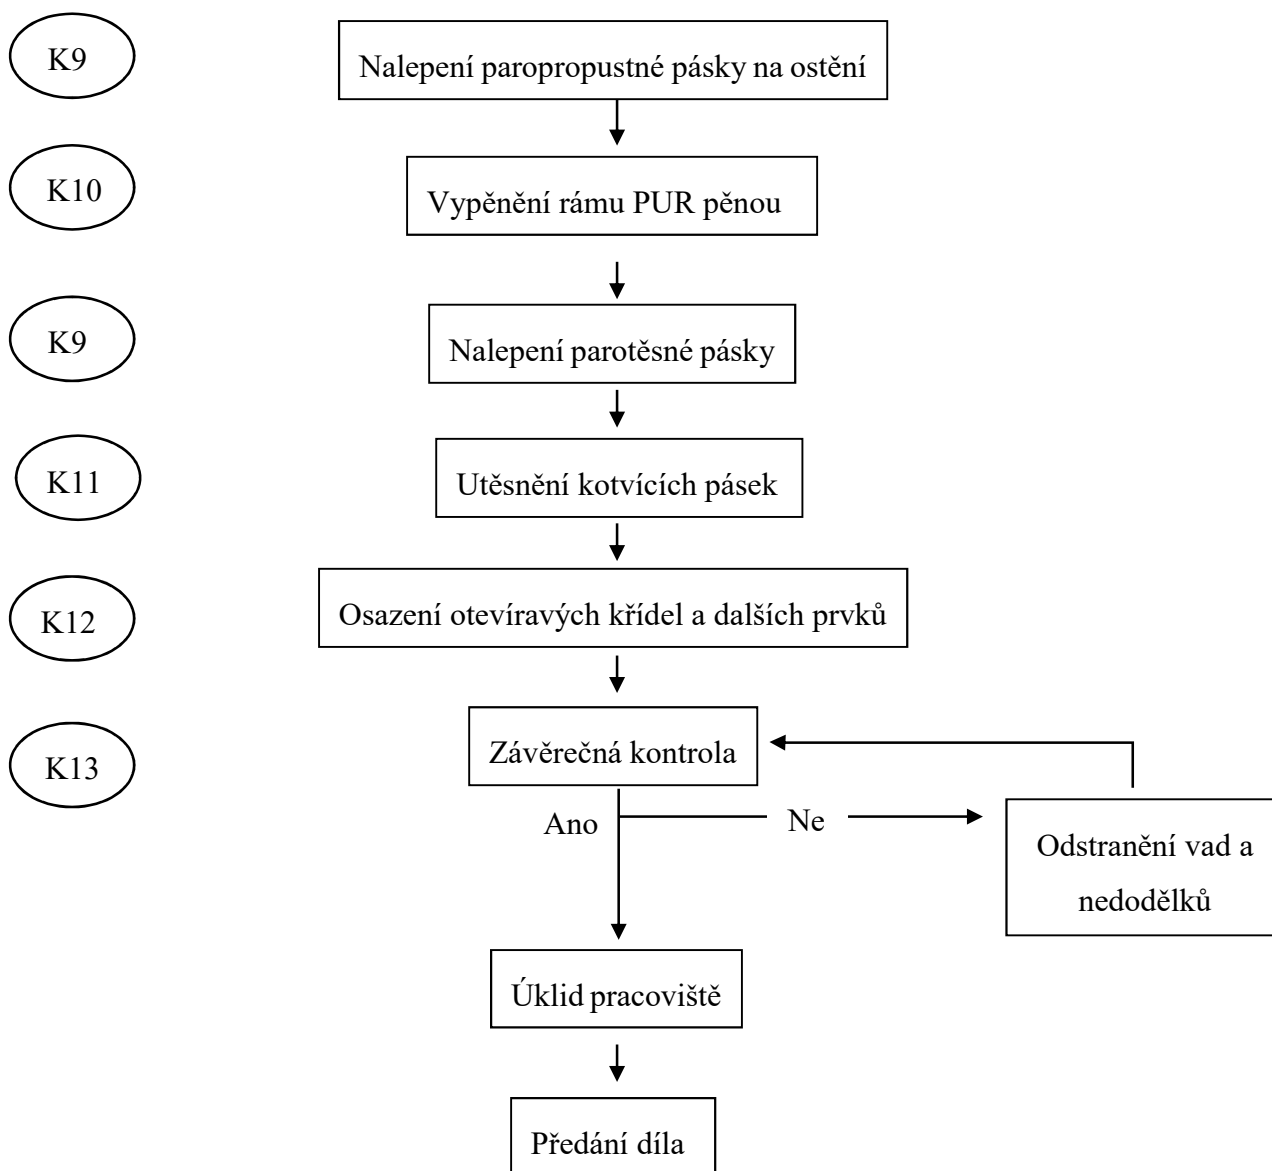 K9
Nalepení paropropustné pásky na ostění
K10
Vypěnění rámu PUR pěnou
K9
Nalepení parotěsné pásky
K11
Utěsnění kotvících pásek
K12
Osazení otevíravých křídel a dalších prvků
K13
Závěrečná kontrola
Ano
Ne
Odstranění vad a
nedodělků
Úklid pracoviště
Předání díla